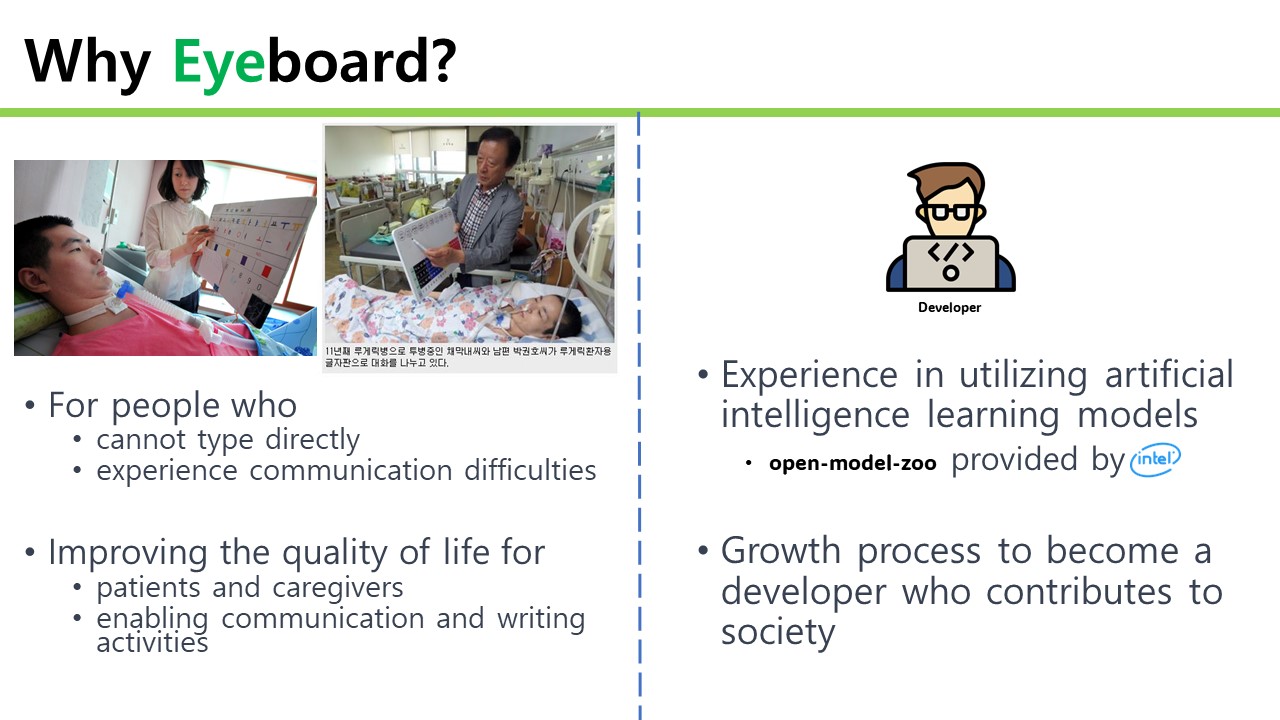 Why Eyeboard?
11년째 루게릭병으로 투병중인 채막내씨와 남편 박권호씨가 루게릭환자용
글자판으로 대화를 나누고 있다.
• For people who
• cannot type directly
• experience communication difficulties
• Improving the quality of life for
• patients and caregivers
• enabling communication and writing
activities
Developer
• Experience in utilizing artificial
intelligence learning models
• open-model-zoo provided by intel
• Growth process to become a
developer who contributes to
society